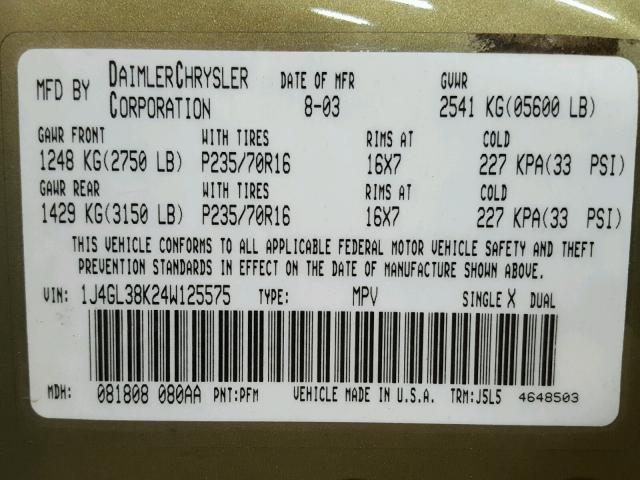 MFD BY DAIMLERCHRYSLER CORPORATION DATE OF MFR 8-03 GVWR 2541 KG(05600 LB)
GAWR FRONT WITH TIRES RIMS AT COLD
1248 KG(2750 LB) P235/70R16 16X7 227 KPA(33 PSI)
GAWR REAR WITH TIRES RIMS AT COLD
1429 KG(3150 LB) P235/70R16 16X7 227 KPA(33 PSI)
THIS VEHICLE CONFORMS TO ALL APPLICABLE FEDERAL MOTOR VEHICLE SAFETY AND THEFT
PREVENTION STANDARDS IN EFFECT ON THE DATE OF MANUFACTURE SHOWN ABOVE.
VIN: 1J4GL38K24W125575 TYPE: MPV SINGLE X DUAL
MDH: 081808 080AA PNT:PFM VEHICLE MADE IN U.S.A. TRM:J5L5 4648503